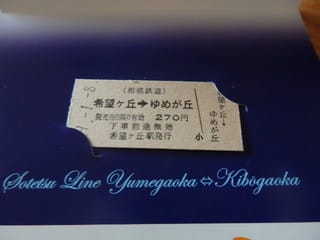 (相模鉄道)
希望ヶ丘→ゆめが丘
発売当日限り有効 270円
下車前途無効
希望ヶ丘駅発行
小
望ヶ丘→
ゆめが丘
-1.-8
Sotetsu Line Yumegaoka ⇔ Kibogaoka